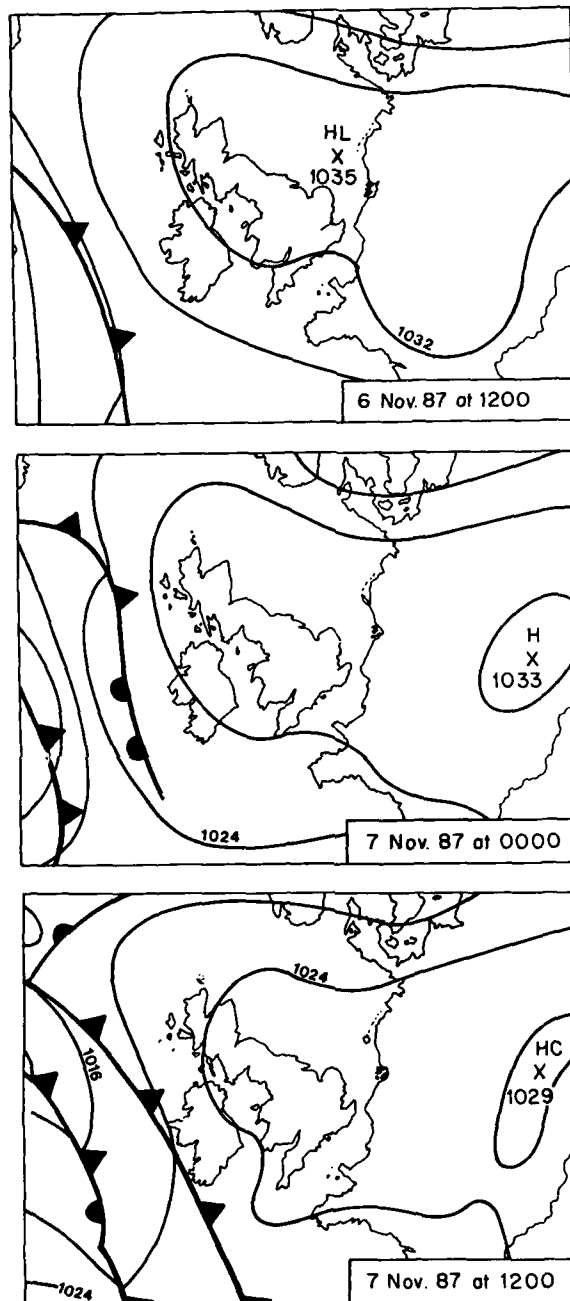 HL
X
1035
1032
6 Nov. 87 at 1200
H
X
1033
1024
7 Nov. 87 at 0000
1024
HC
X
1029
1016
1024
7 Nov. 87 at 1200